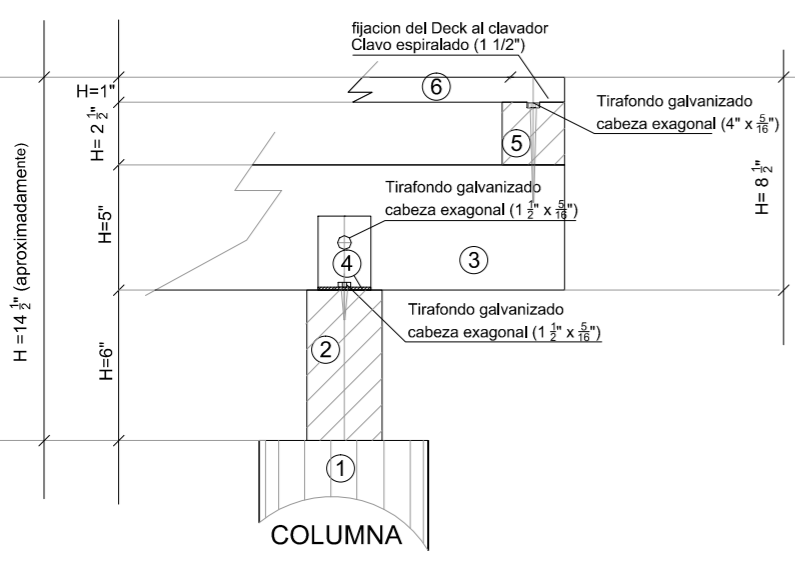 fijacion del Deck al clavador
Clavo espiralado (1 1/2")
H=1"
6
H= 2 1/2"
5
Tirafondo galvanizado
cabeza exagonal (4" x 5/16")
H= 8 1/2"
Tirafondo galvanizado
cabeza exagonal (1 1/2" x 5/16")
H=5"
4
3
H =14 1/2" (aproximadamente)
Tirafondo galvanizado
cabeza exagonal (1 1/2" x 5/16")
2
H=6"
1
COLUMNA